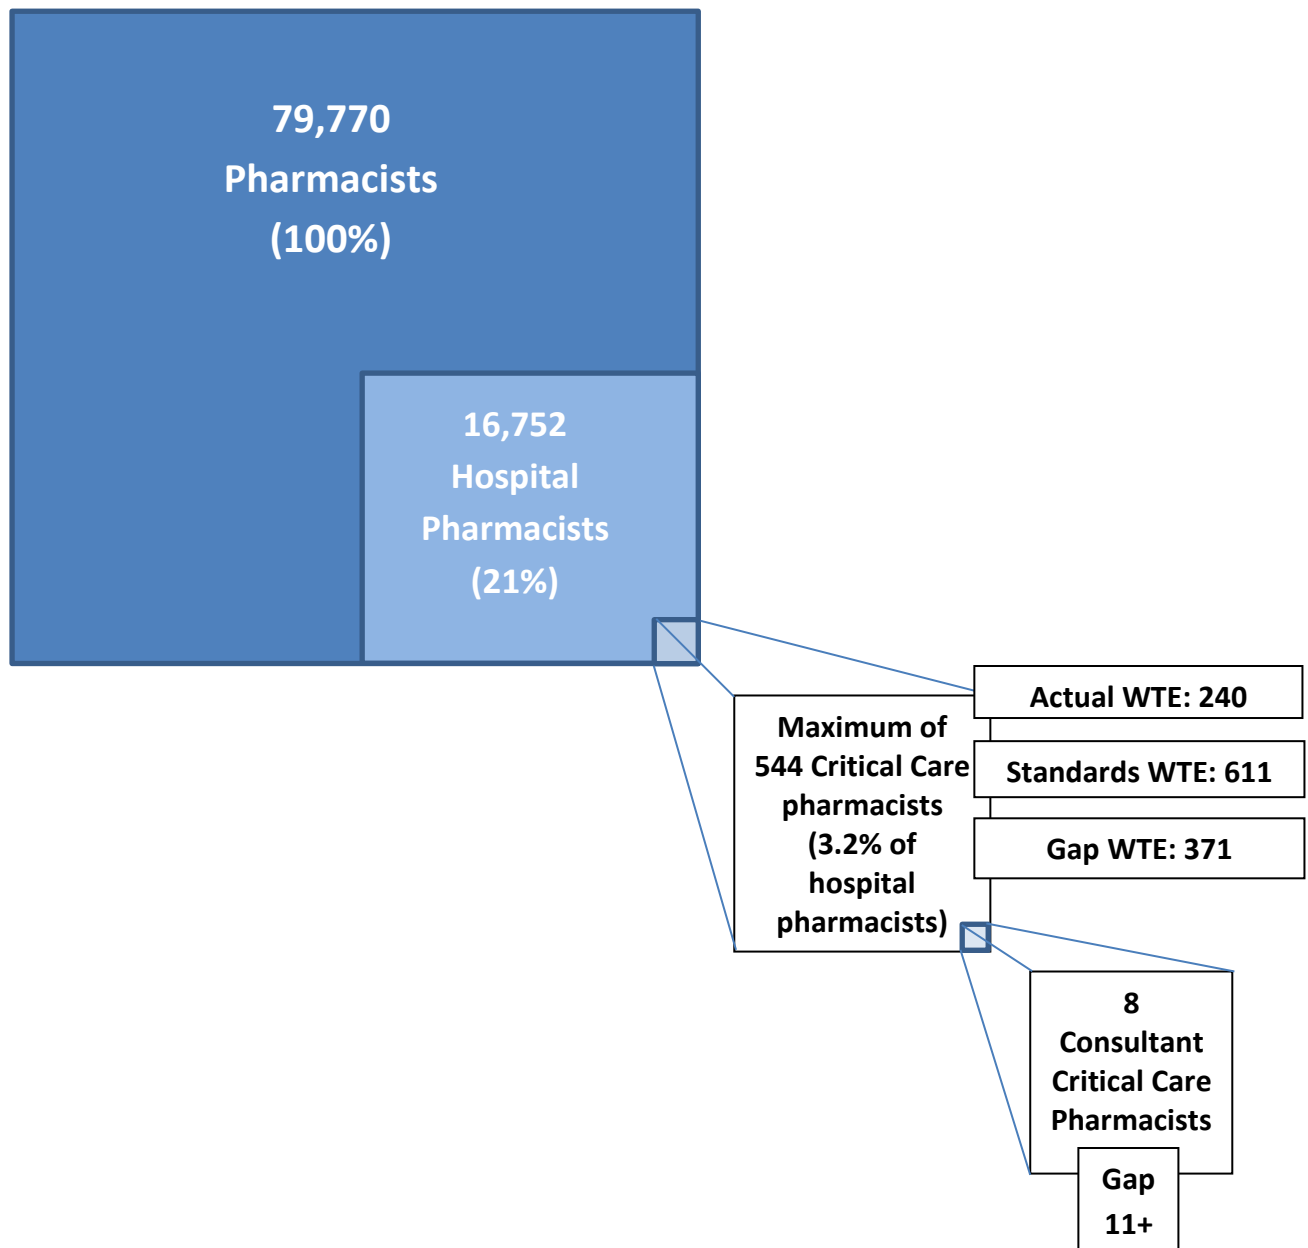 79,770
Pharmacists
(100%)
16,752
Hospital
Pharmacists
(21%)
Maximum of
544 Critical Care
pharmacists
(3.2% of
hospital
pharmacists)
Actual WTE: 240
Standards WTE: 611
Gap WTE: 371
8
Consultant
Critical Care
Pharmacists
Gap
11+